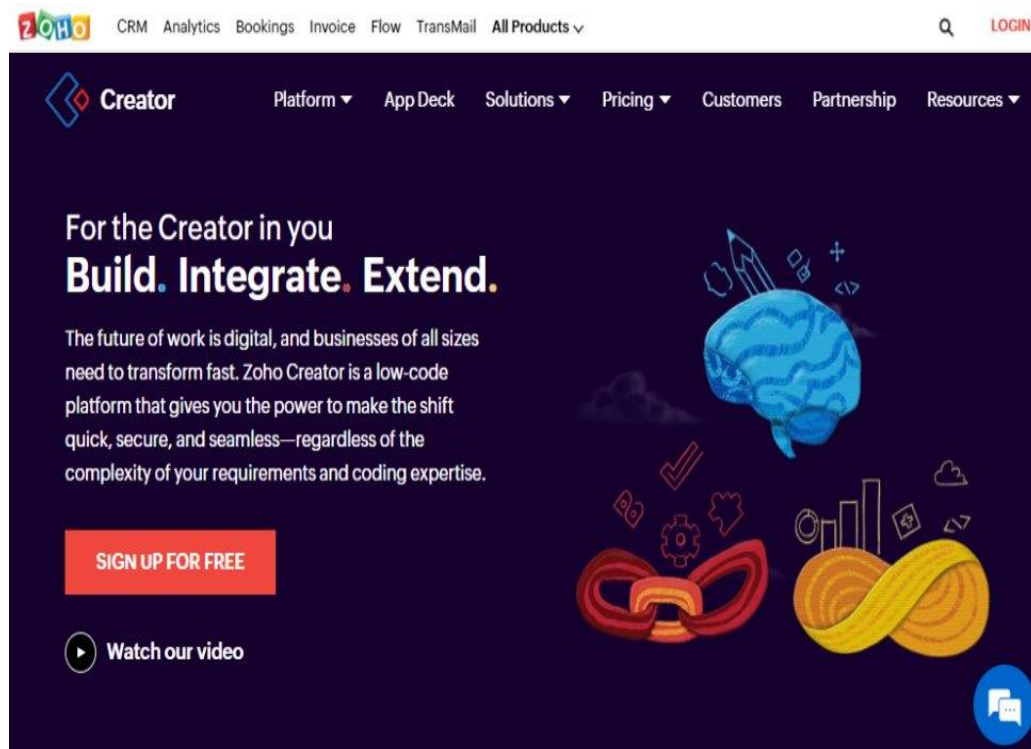 ZOHO CRM Analytics Bookings Invoice Flow TransMail All Products LOGIN
Creator Platform App Deck Solutions Pricing Customers Partnership Resources
For the Creator in you
Build. Integrate. Extend.
The future of work is digital, and businesses of all sizes
need to transform fast. Zoho Creator is a low-code
platform that gives you the power to make the shift
quick, secure, and seamless—regardless of the
complexity of your requirements and coding expertise.
SIGN UP FOR FREE
Watch our video